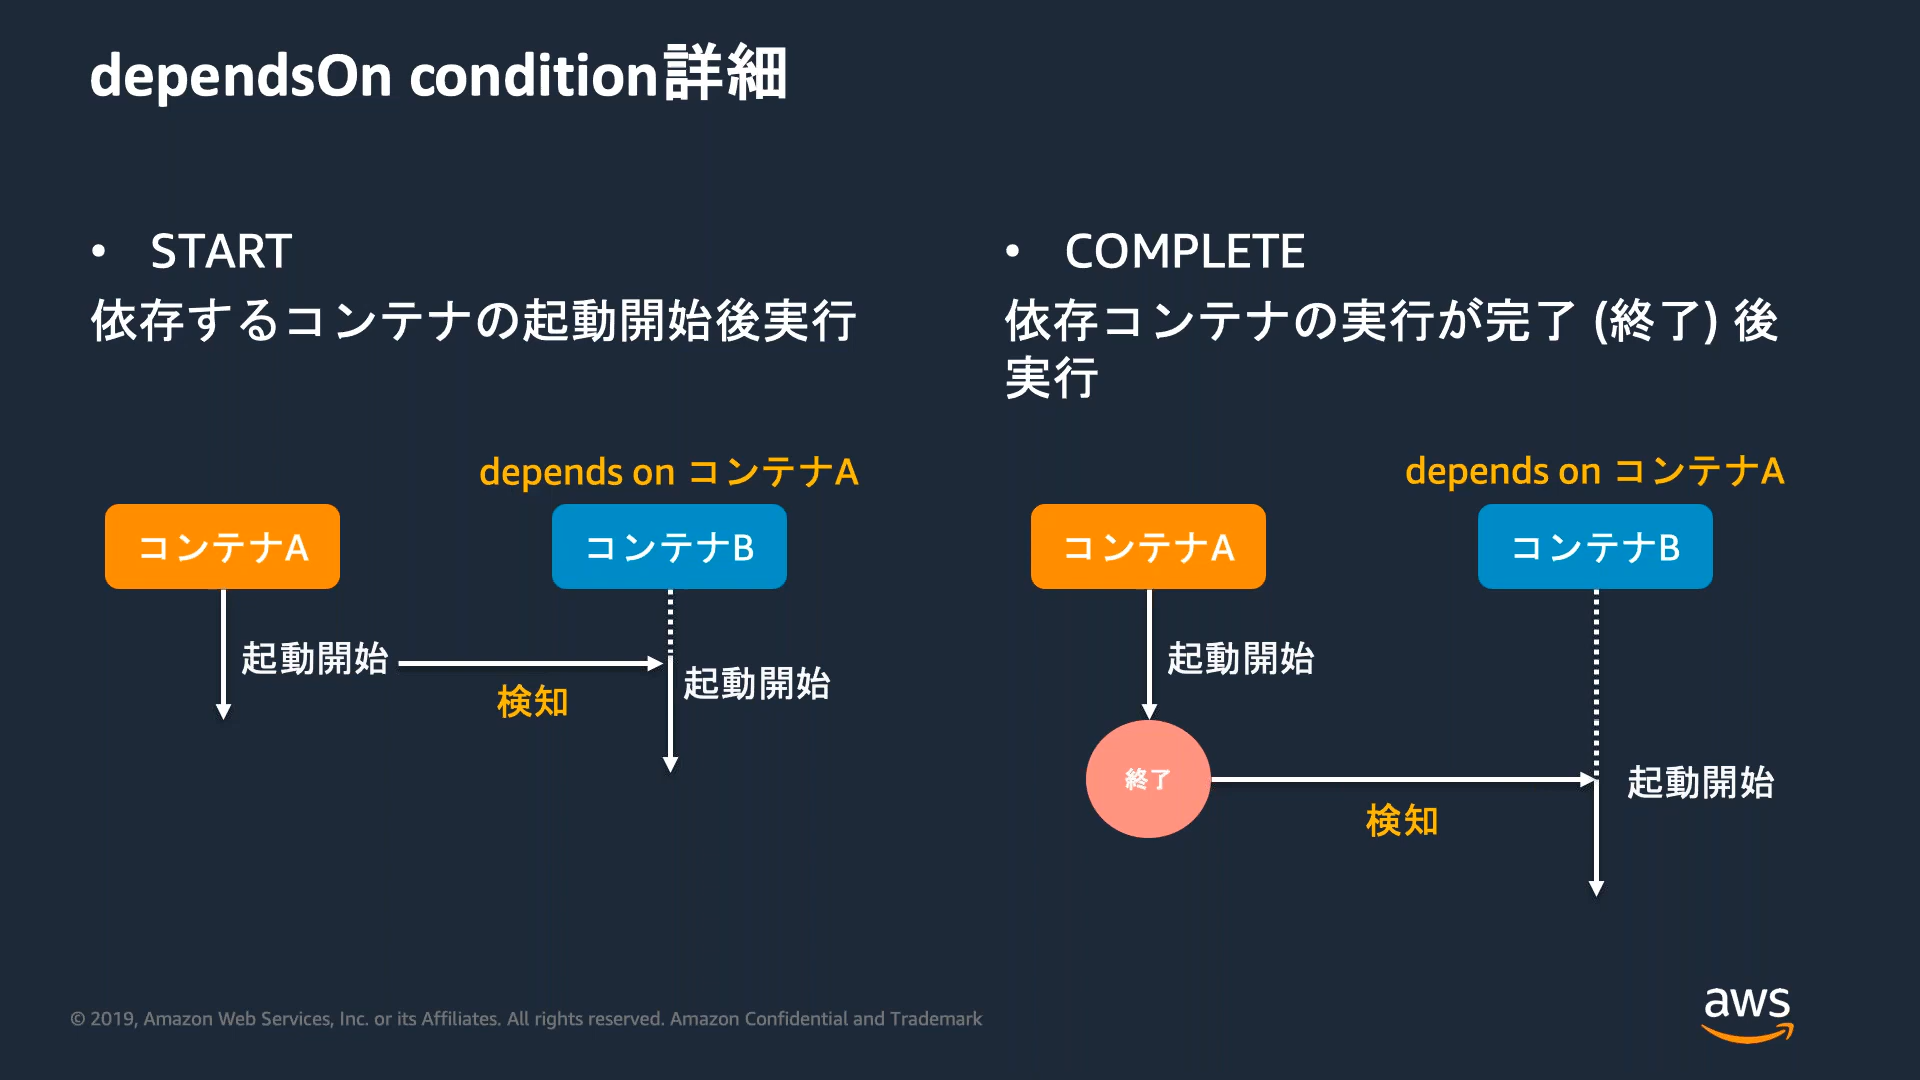 dependsOn condition詳細
• START
依存するコンテナの起動開始後実行
depends on コンテナA
コンテナA
コンテナB
起動開始
検知
起動開始
• COMPLETE
依存コンテナの実行が完了 (終了) 後
実行
depends on コンテナA
コンテナA
コンテナB
起動開始
終了
検知
起動開始
© 2019, Amazon Web Services, Inc. or its Affiliates. All rights reserved. Amazon Confidential and Trademark
aws